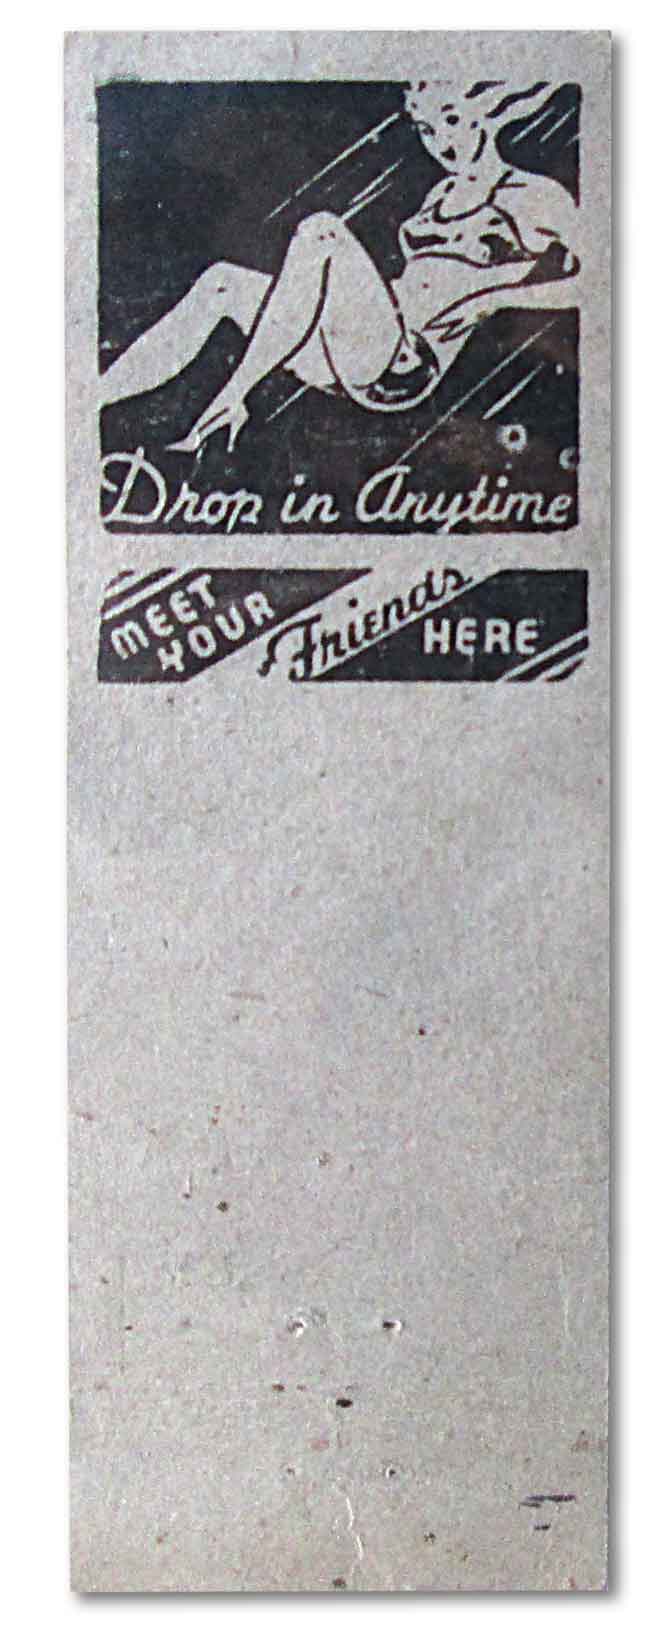 Drop in Anytime
MEET
YOUR
Friends
HERE